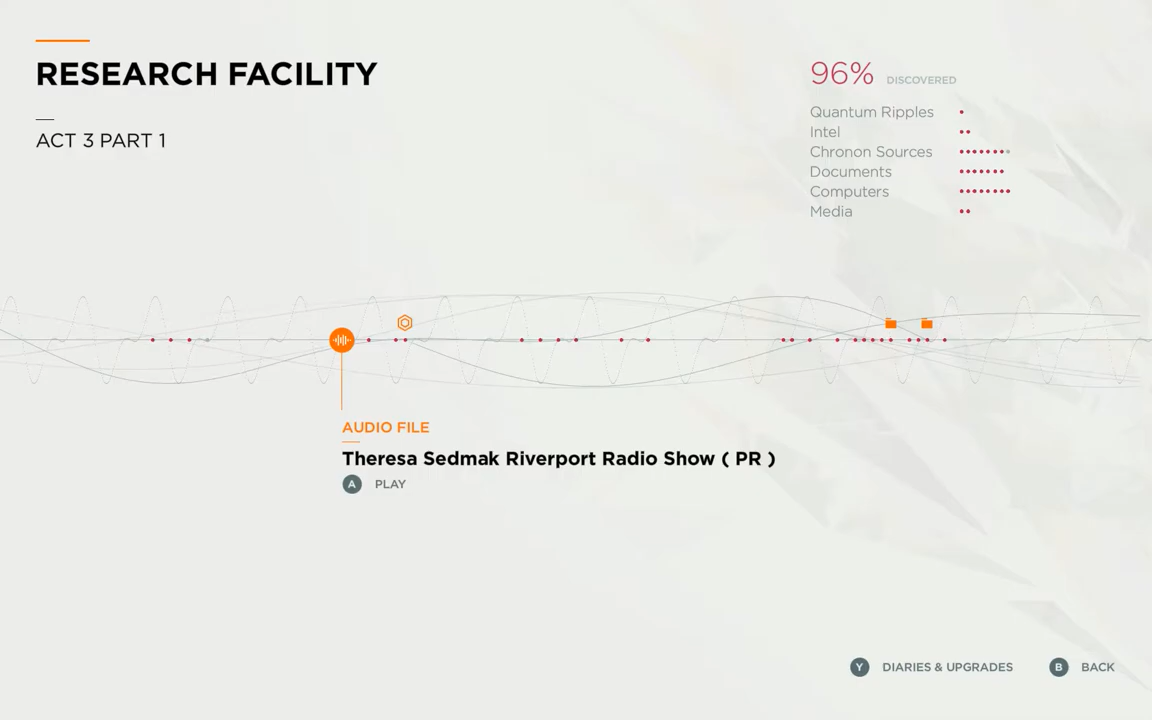 RESEARCH FACILITY
ACT 3 PART 1
96% DISCOVERED
Quantum Ripples
Intel
Chronon Sources
Documents
Computers
Media
AUDIO FILE
Theresa Sedmak Riverport Radio Show ( PR )
A PLAY
Y DIARIES & UPGRADES B BACK